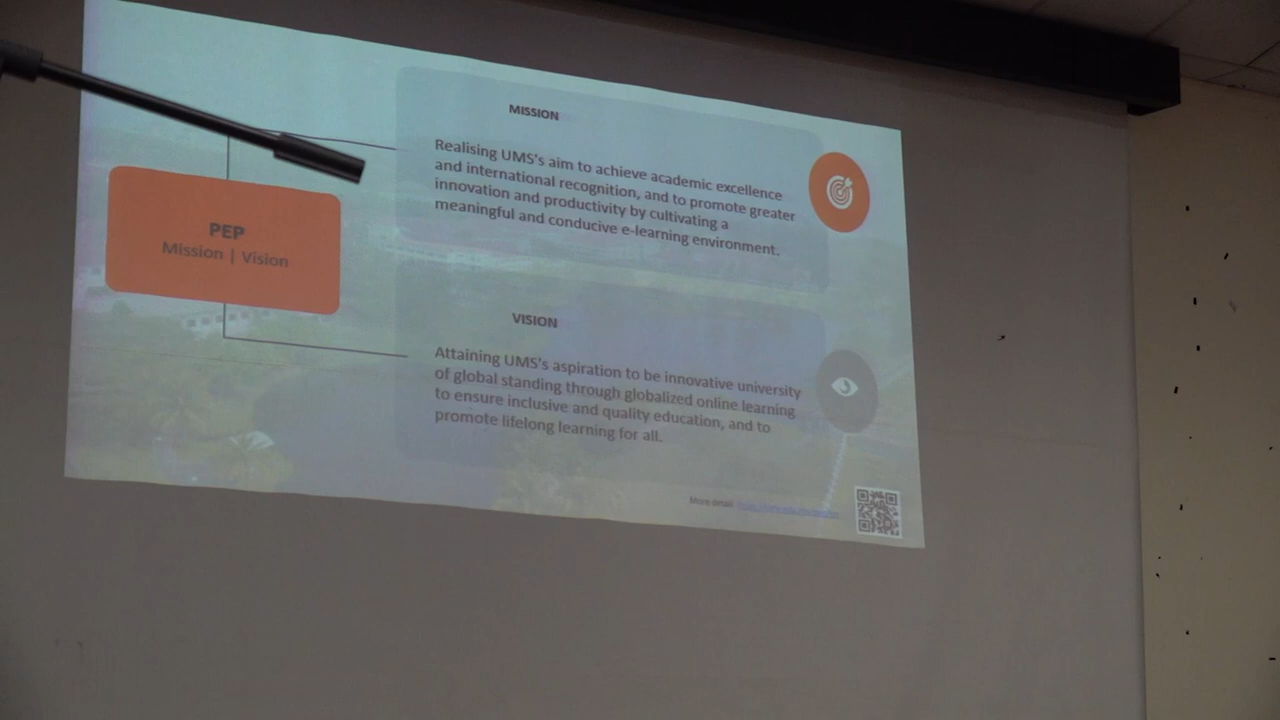 PEP
Mission | Vision
MISSION
Realising UMS's aim to achieve academic excellence
and international recognition, and to promote greater
innovation and productivity by cultivating a
meaningful and conducive e-learning environment.
VISION
Attaining UMS's aspiration to be innovative university
of global standing through globalized online learning
to ensure inclusive and quality education, and to
promote lifelong learning for all.
More detail: